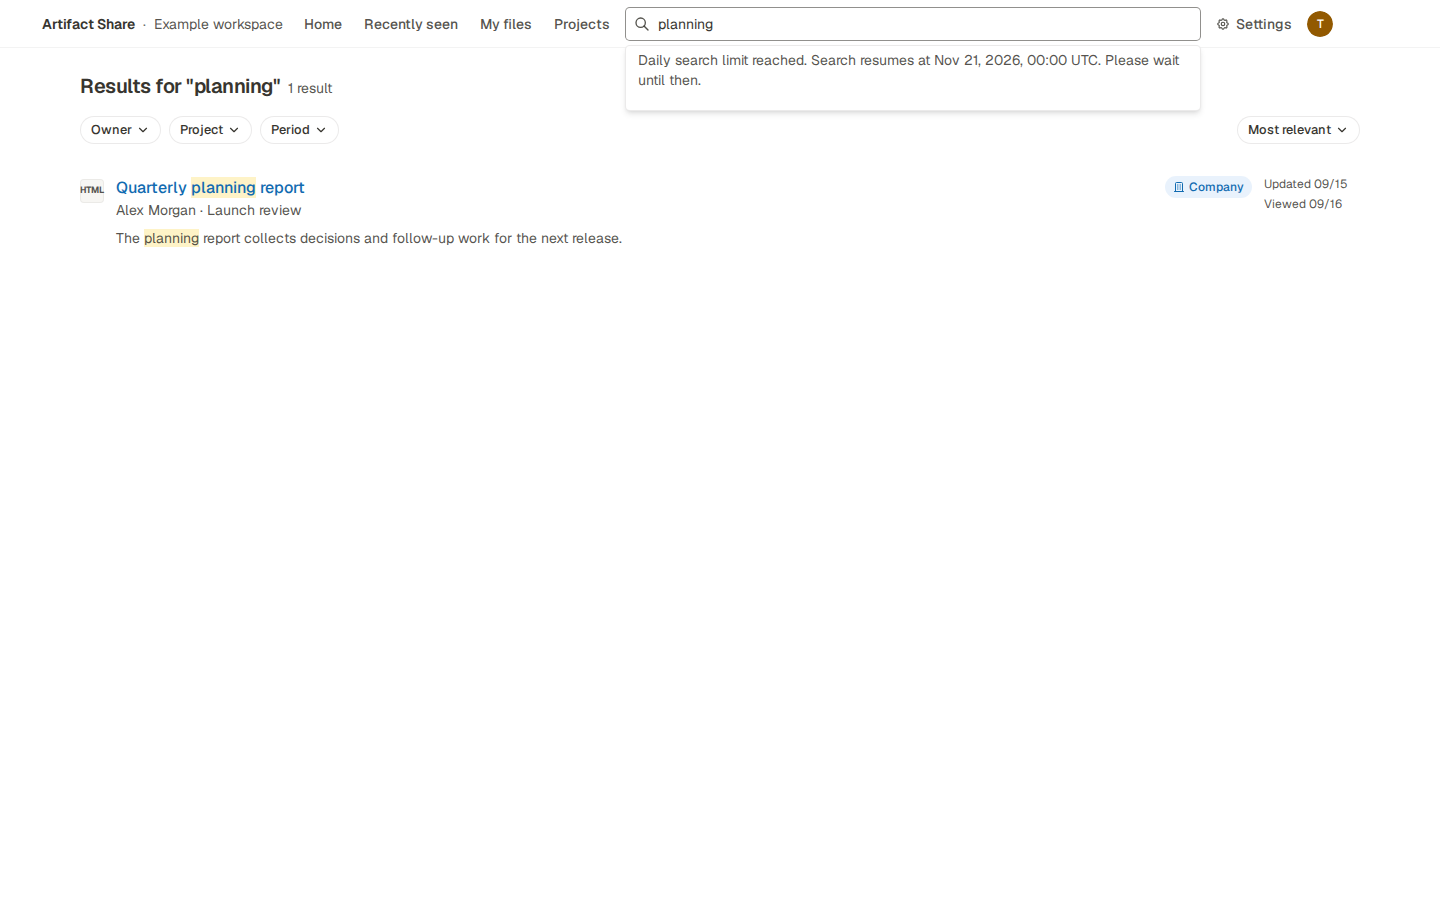 Artifact Share · Example workspace Home Recently seen My files Projects planning Settings T
Daily search limit reached. Search resumes at Nov 21, 2026, 00:00 UTC. Please wait
until then.
Results for "planning" 1 result
Owner Project Period Most relevant
HTML Quarterly planning report Company Updated 09/15
Alex Morgan · Launch review Viewed 09/16
The planning report collects decisions and follow-up work for the next release.